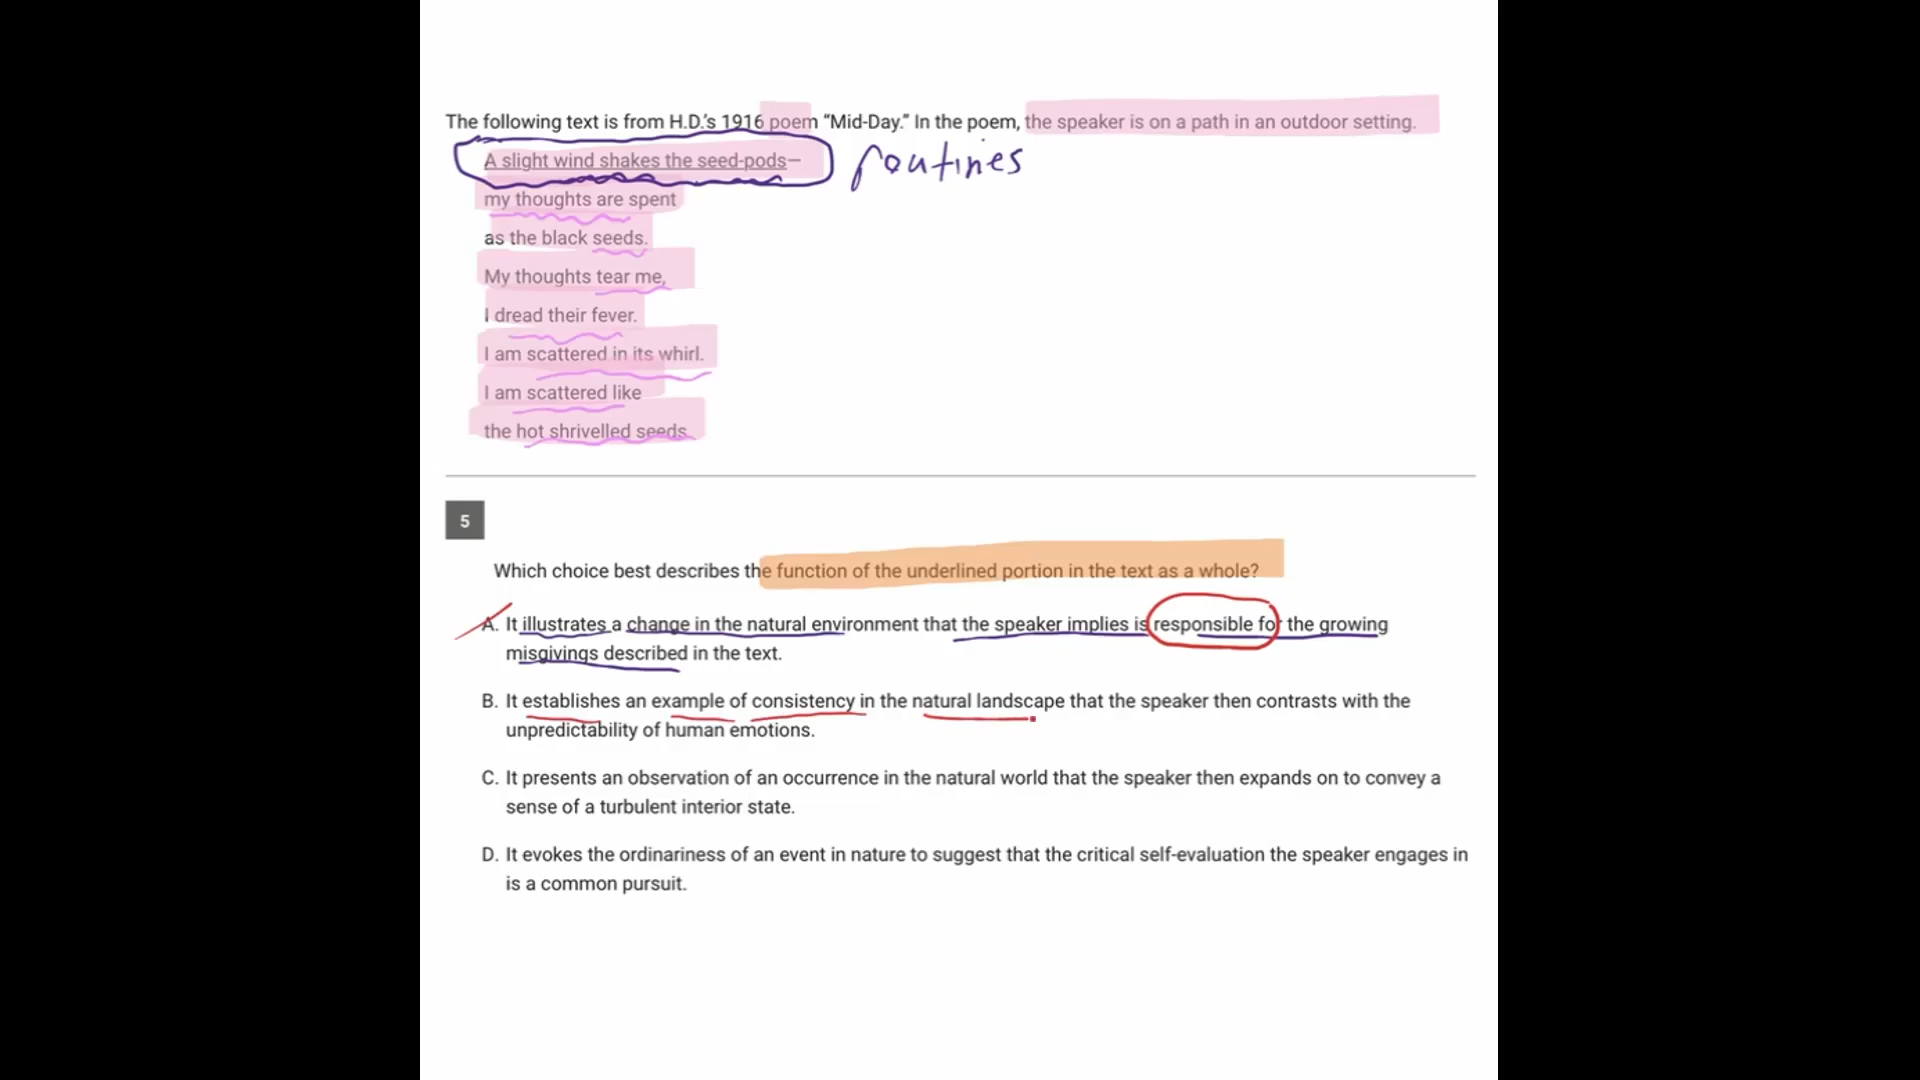 The following text is from H.D.'s 1916 poem “Mid-Day.” In the poem, the speaker is on a path in an outdoor setting.
A slight wind shakes the seed-pods— routines
my thoughts are spent
as the black seeds.
My thoughts tear me,
I dread their fever.
I am scattered in its whirl.
I am scattered like
the hot shrivelled seeds.
5
Which choice best describes the function of the underlined portion in the text as a whole?
A. It illustrates a change in the natural environment that the speaker implies is responsible for the growing
misgivings described in the text.
B. It establishes an example of consistency in the natural landscape that the speaker then contrasts with the
unpredictability of human emotions.
C. It presents an observation of an occurrence in the natural world that the speaker then expands on to convey a
sense of a turbulent interior state.
D. It evokes the ordinariness of an event in nature to suggest that the critical self-evaluation the speaker engages in
is a common pursuit.